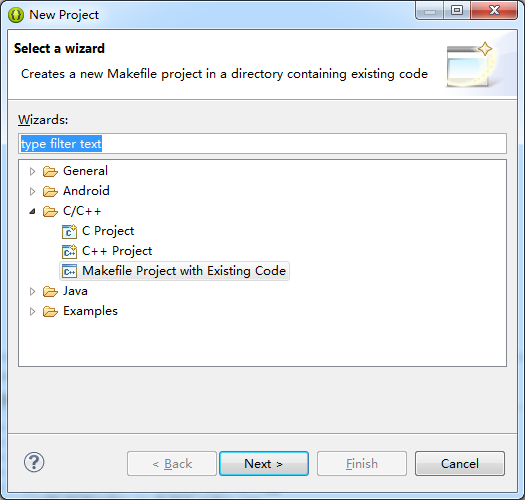 New Project
Select a wizard
Creates a new Makefile project in a directory containing existing code
Wizards:
type filter text
General
Android
C/C++
C Project
C++ Project
Makefile Project with Existing Code
Java
Examples
< Back
Next >
Finish
Cancel